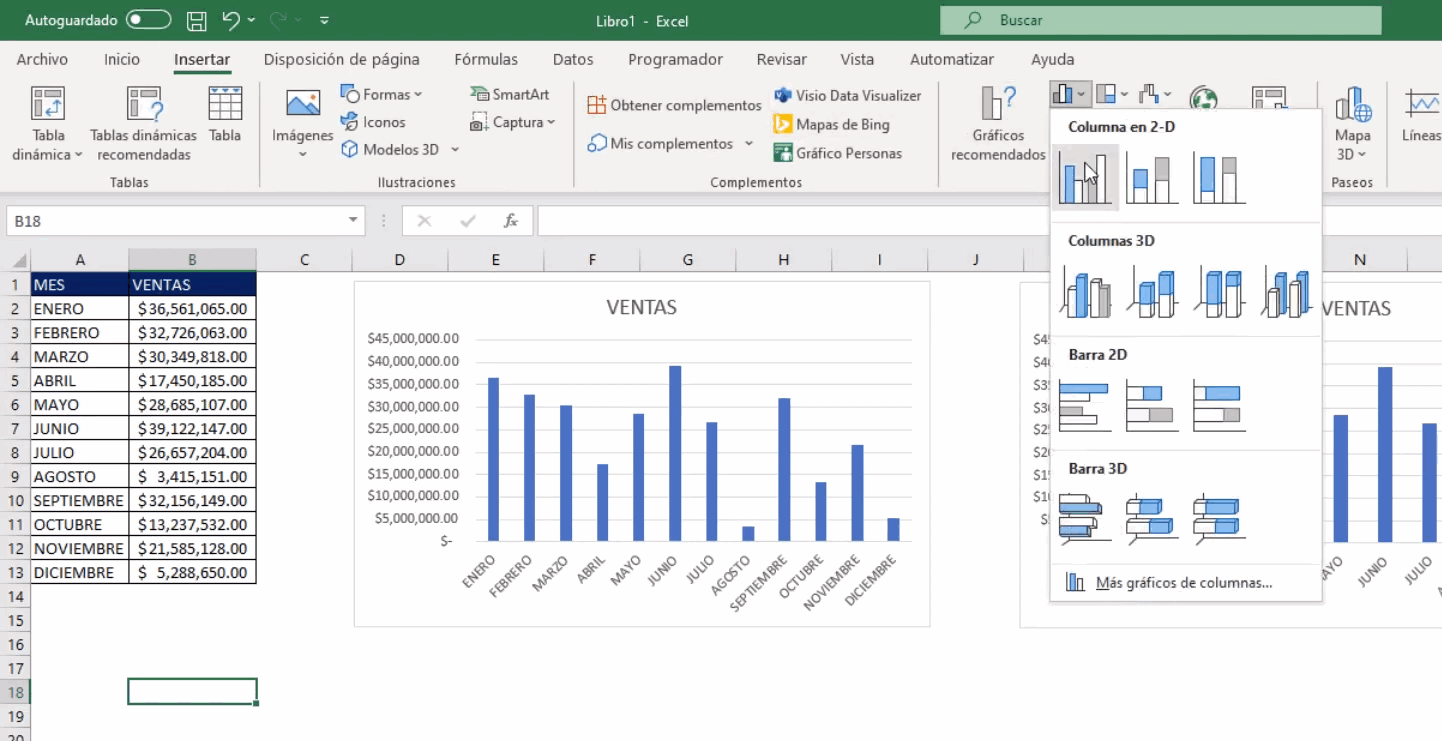 Autoguardado
Libro1 - Excel
Buscar
Archivo Inicio Insertar Disposición de página Fórmulas Datos Programador Revisar Vista Automatizar Ayuda
Tabla dinámica
Tablas dinámicas recomendadas
Tabla
Tablas
Imágenes
Formas
Iconos
Modelos 3D
SmartArt
Captura
Ilustraciones
Obtener complementos
Mis complementos
Visio Data Visualizer
Mapas de Bing
Gráfico Personas
Complementos
Gráficos recomendados
Mapa 3D
Paseos
Líneas
B18
fx
A B C D E F G H I J N
1 MES VENTAS
2 ENERO $36,561,065.00
3 FEBRERO $32,726,063.00
4 MARZO $30,349,818.00
5 ABRIL $17,450,185.00
6 MAYO $28,685,107.00
7 JUNIO $39,122,147.00
8 JULIO $26,657,204.00
9 AGOSTO $ 3,415,151.00
10 SEPTIEMBRE $32,156,149.00
11 OCTUBRE $13,237,532.00
12 NOVIEMBRE $21,585,128.00
13 DICIEMBRE $ 5,288,650.00
14
15
16
17
18
19
20
VENTAS
$45,000,000.00
$40,000,000.00
$35,000,000.00
$30,000,000.00
$25,000,000.00
$20,000,000.00
$15,000,000.00
$10,000,000.00
$5,000,000.00
$-
ENERO FEBRERO MARZO ABRIL MAYO JUNIO JULIO AGOSTO SEPTIEMBRE OCTUBRE NOVIEMBRE DICIEMBRE
Columna en 2-D
Columnas 3D
Barra 2D
Barra 3D
Más gráficos de columnas...
VENTAS
JUNIO JULIO